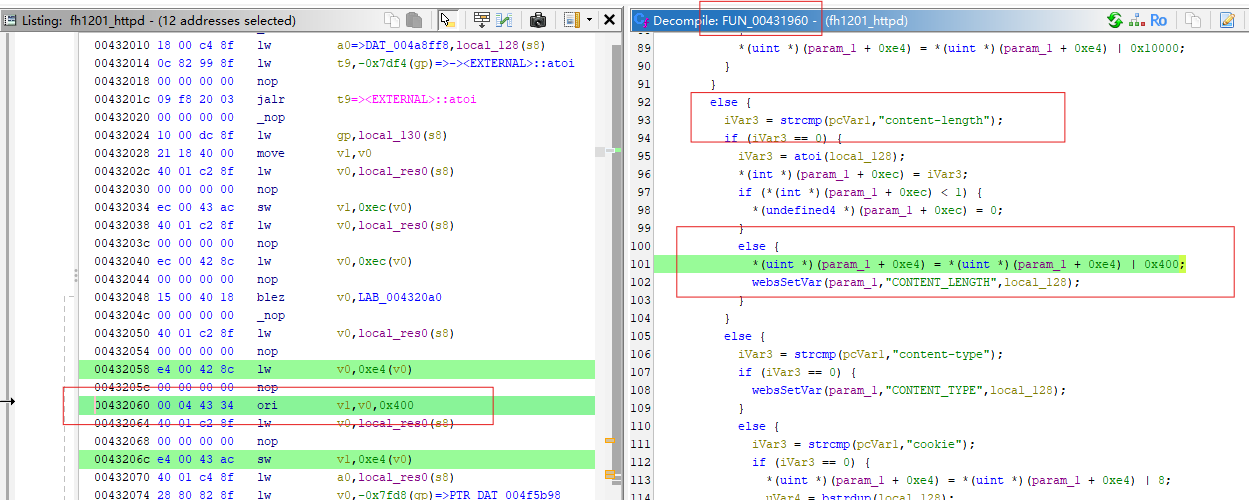 Listing: fh1201_httpd - (12 addresses selected)
00432010 18 00 c4 8f lw a0=>DAT_004a8ff8,local_128(s8)
00432014 0c 82 99 8f lw t9,-0x7df4(gp)=>-><EXTERNAL>::atoi
00432018 00 00 00 00 nop
0043201c 09 f8 20 03 jalr t9=><EXTERNAL>::atoi
00432020 00 00 00 00 _nop
00432024 10 00 dc 8f lw gp,local_130(s8)
00432028 21 18 40 00 move v1,v0
0043202c 40 01 c2 8f lw v0,local_res0(s8)
00432030 00 00 00 00 nop
00432034 ec 00 43 ac sw v1,0xec(v0)
00432038 40 01 c2 8f lw v0,local_res0(s8)
0043203c 00 00 00 00 nop
00432040 ec 00 42 8c lw v0,0xec(v0)
00432044 00 00 00 00 nop
00432048 15 00 40 18 blez v0,LAB_004320a0
0043204c 00 00 00 00 _nop
00432050 40 01 c2 8f lw v0,local_res0(s8)
00432054 00 00 00 00 nop
00432058 e4 00 42 8c lw v0,0xe4(v0)
0043205c 00 00 00 00 nop
00432060 00 04 43 34 ori v1,v0,0x400
00432064 40 01 c2 8f lw v0,local_res0(s8)
00432068 00 00 00 00 nop
0043206c e4 00 43 ac sw v1,0xe4(v0)
00432070 40 01 c4 8f lw a0,local_res0(s8)
00432074 28 80 82 8f lw v0,-0x7fd8(gp)=>PTR_DAT_004f5b98
Decompile: FUN_00431960 - (fh1201_httpd)
Ro
89 *(uint *)(param_1 + 0xe4) = *(uint *)(param_1 + 0xe4) | 0x10000;
90 }
91 }
92 else {
93 iVar3 = strcmp(pcVar1,"content-length");
94 if (iVar3 == 0) {
95 iVar3 = atoi(local_128);
96 *(int *)(param_1 + 0xec) = iVar3;
97 if (*(int *)(param_1 + 0xec) < 1) {
98 *(undefined4 *)(param_1 + 0xec) = 0;
99 }
100 else {
101 *(uint *)(param_1 + 0xe4) = *(uint *)(param_1 + 0xe4) | 0x400;
102 websSetVar(param_1,"CONTENT_LENGTH",local_128);
103 }
104 }
105 else {
106 iVar3 = strcmp(pcVar1,"content-type");
107 if (iVar3 == 0) {
108 websSetVar(param_1,"CONTENT_TYPE",local_128);
109 }
110 else {
111 iVar3 = strcmp(pcVar1,"cookie");
112 if (iVar3 == 0) {
113 *(uint *)(param_1 + 0xe4) = *(uint *)(param_1 + 0xe4) | 8;
114 uVar4 = bstrdup(local_128);